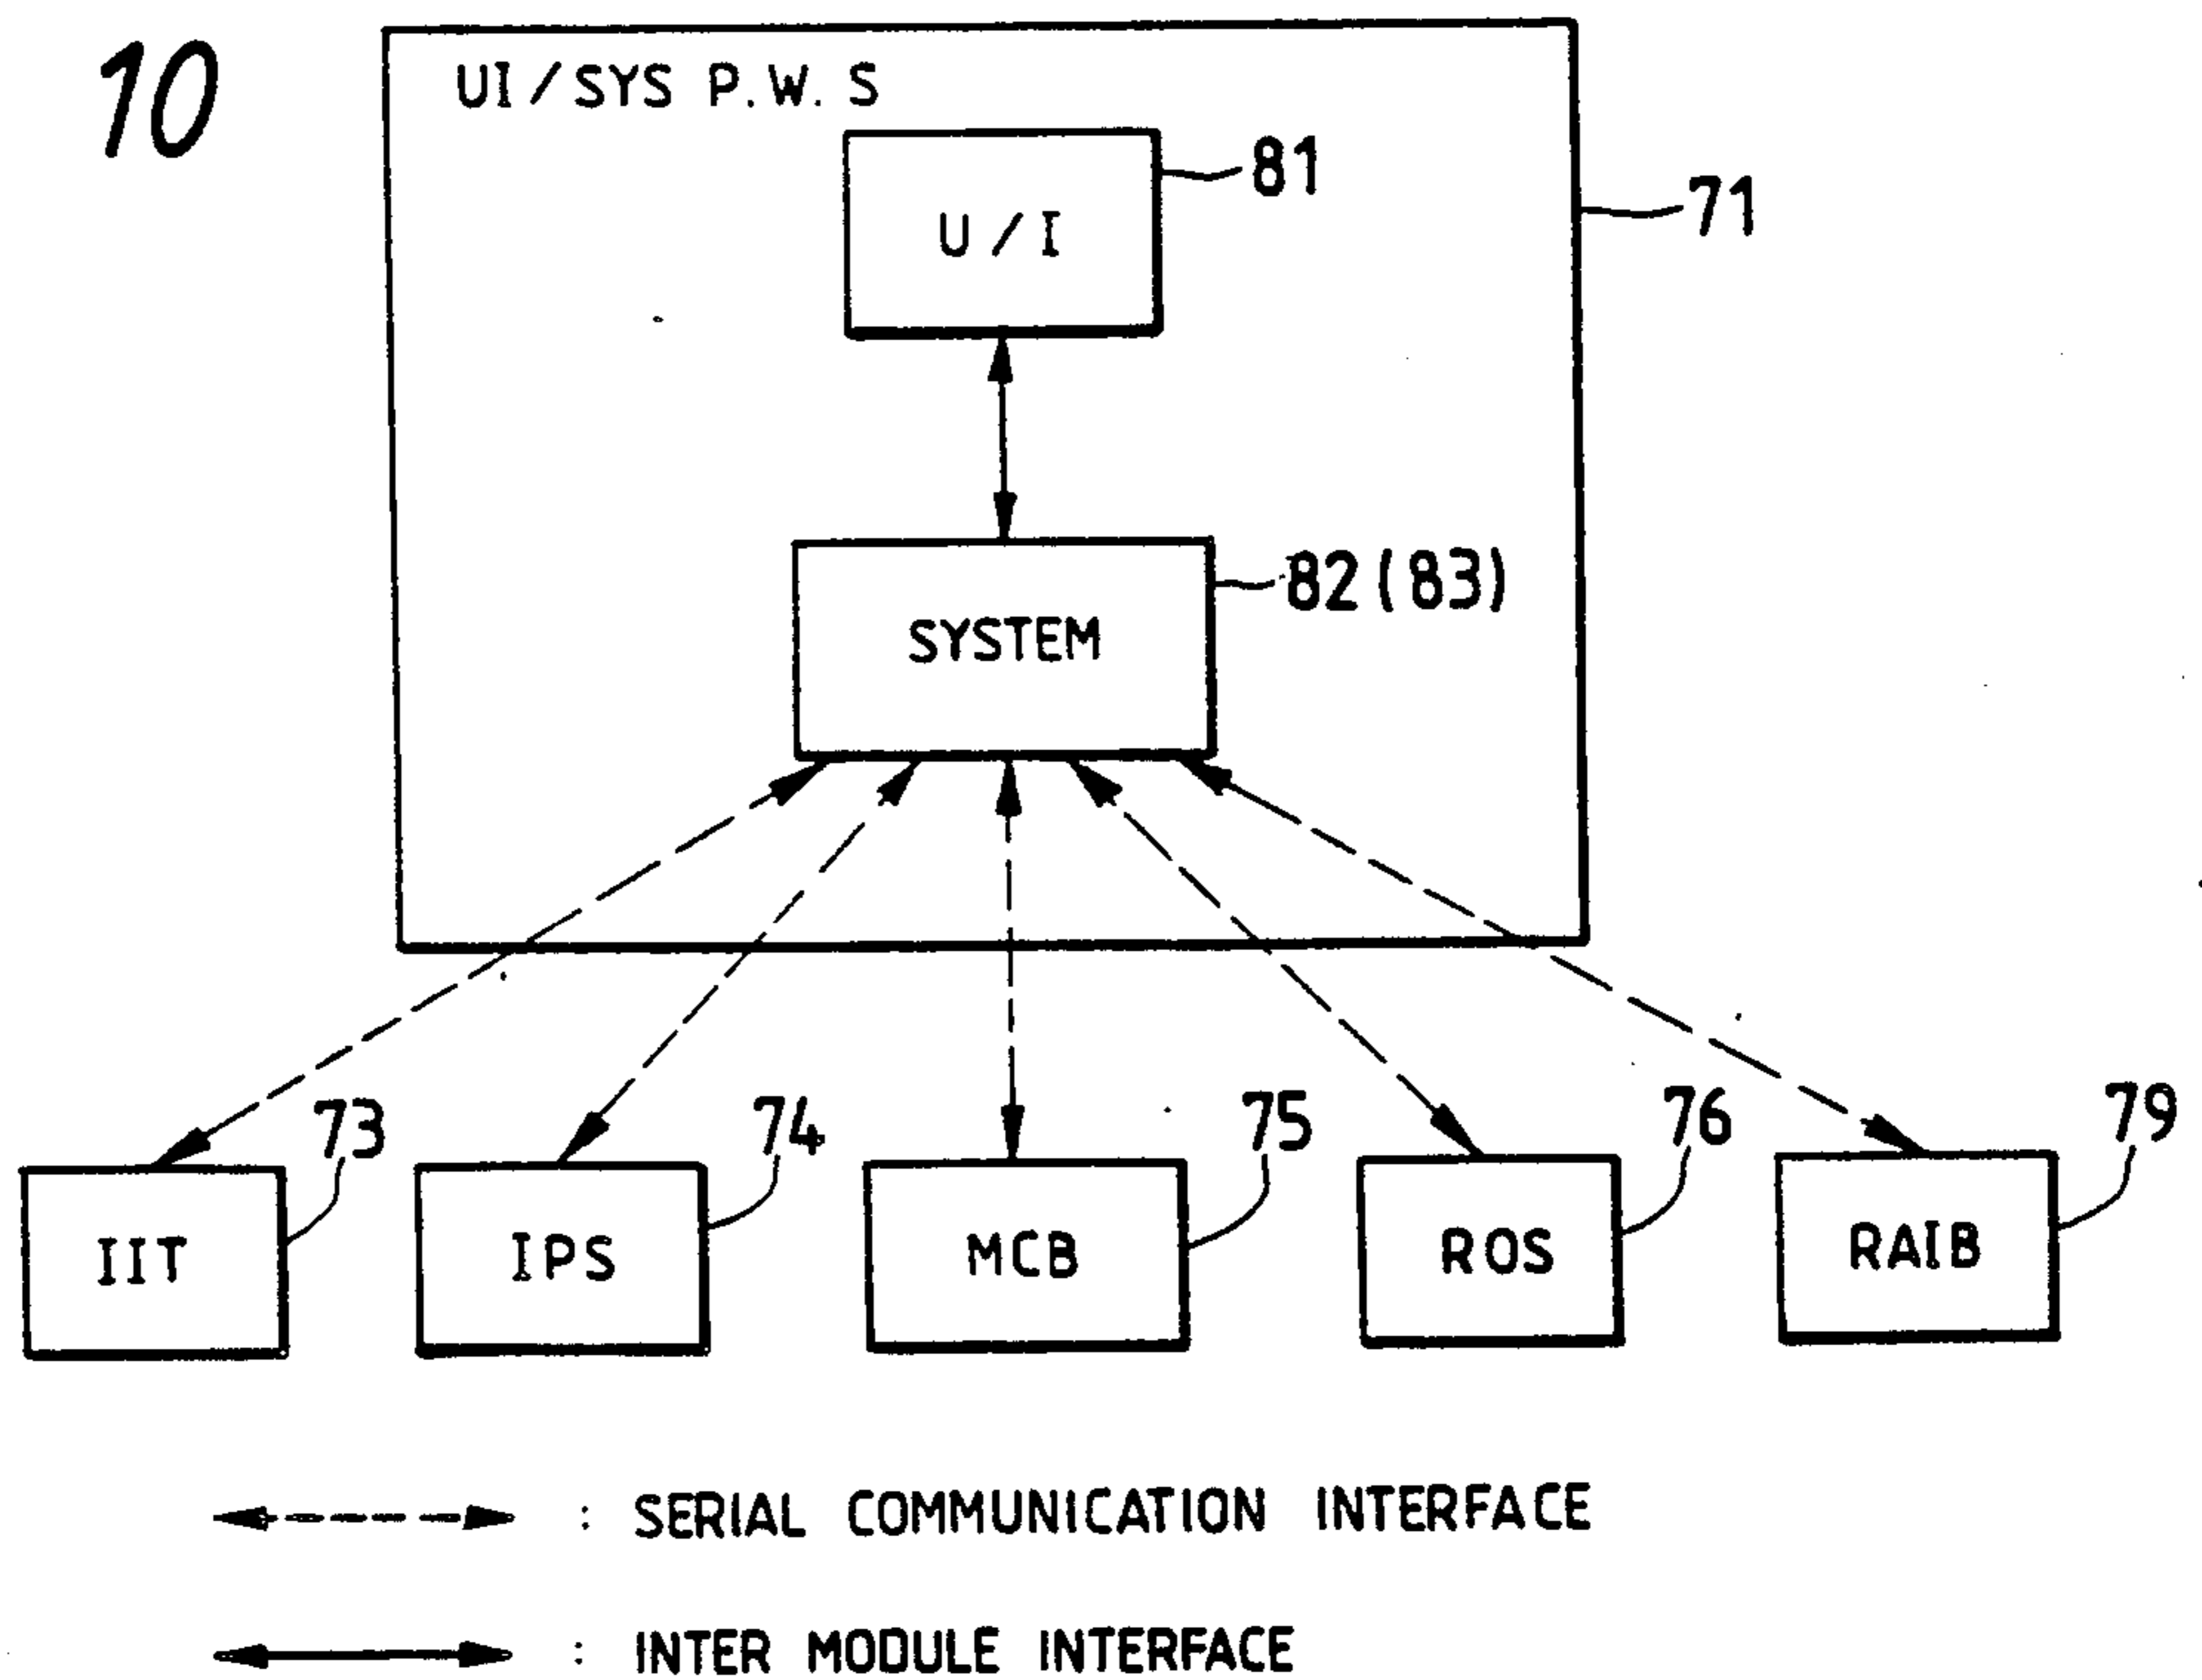 10
UI/SYS P.W. S
81
U/I
71
82(83)
SYSTEM
73
74
75
76
79
IIT
IPS
MCB
ROS
RAIB
: SERIAL COMMUNICATION INTERFACE
: INTER MODULE INTERFACE